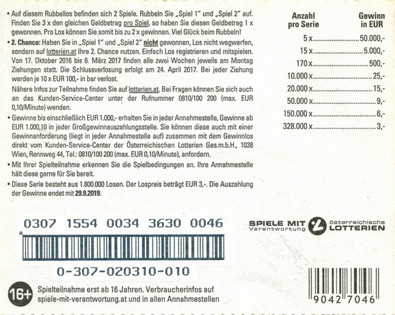 • Auf diesem Rubbellos befinden sich 2 Spiele. Rubbeln Sie „Spiel 1" und „Spiel 2" auf.
Finden Sie 3 x den gleichen Geldbetrag pro Spiel, so haben Sie diesen Geldbetrag 1 x
gewonnen. Pro Los können Sie somit bis zu 2 x gewinnen. Viel Glück beim Rubbeln!
• 2. Chance: Haben Sie in „Spiel 1" und „Spiel 2" nicht gewonnen, Los nicht wegwerfen,
sondern auf lotterien.at Ihre 2. Chance nutzen. Einfach Los registrieren und mitspielen.
Von 17. Oktober 2016 bis 6. März 2017 finden alle zwei Wochen jeweils am Montag
Ziehungen statt. Die Schlussverlosung erfolgt am 24. April 2017. Bei jeder Ziehung
werden je 10 x EUR 100,- in bar verlost.
Nähere Infos zur Teilnahme finden Sie auf lotterien.at. Bei Fragen können Sie sich auch
an das Kunden-Service-Center unter der Rufnummer 0810/100 200 (max. EUR
0,10/Minute) wenden.
• Gewinne bis einschließlich EUR 1.000,- erhalten Sie in jeder Annahmestelle, Gewinne ab
EUR 1.000,10 in jeder Großgewinnauszahlungsstelle. Sie können diese auch mit einer
Gewinnanforderung (liegt in jeder Annahmestelle auf) zusammen mit dem Gewinnlos
direkt vom Kunden-Service-Center der Österreichischen Lotterien Ges.m.b.H., 1038
Wien, Rennweg 44, Tel.: 0810/100 200 (max. EUR 0,10/Minute), anfordern.
• Mit Ihrer Spielteilnahme erkennen Sie die Spielbedingungen an. Ihre Annahmestelle
hält diese gerne für Sie bereit.
• Diese Serie besteht aus 1.800.000 Losen. Der Lospreis beträgt EUR 3,-. Die Auszahlung
der Gewinne endet mit 29.9.2019.
Anzahl Gewinn
pro Serie in EUR
5 x 50.000,-
15 x 5.000,-
170 x 500,-
10.000 x 25,-
20.000 x 15,-
50.000 x 9,-
150.000 x 6,-
328.000 x 3,-
0307 1554 0034 3630 0046
0-307-020310-010
SPIELE MIT
Verantwortung
österreichische
LOTTERIEN
16+
Spielteilnahme erst ab 16 Jahren. Verbraucherinfos auf
spiele-mit-verantwortung.at und in allen Annahmestellen
9042 7046